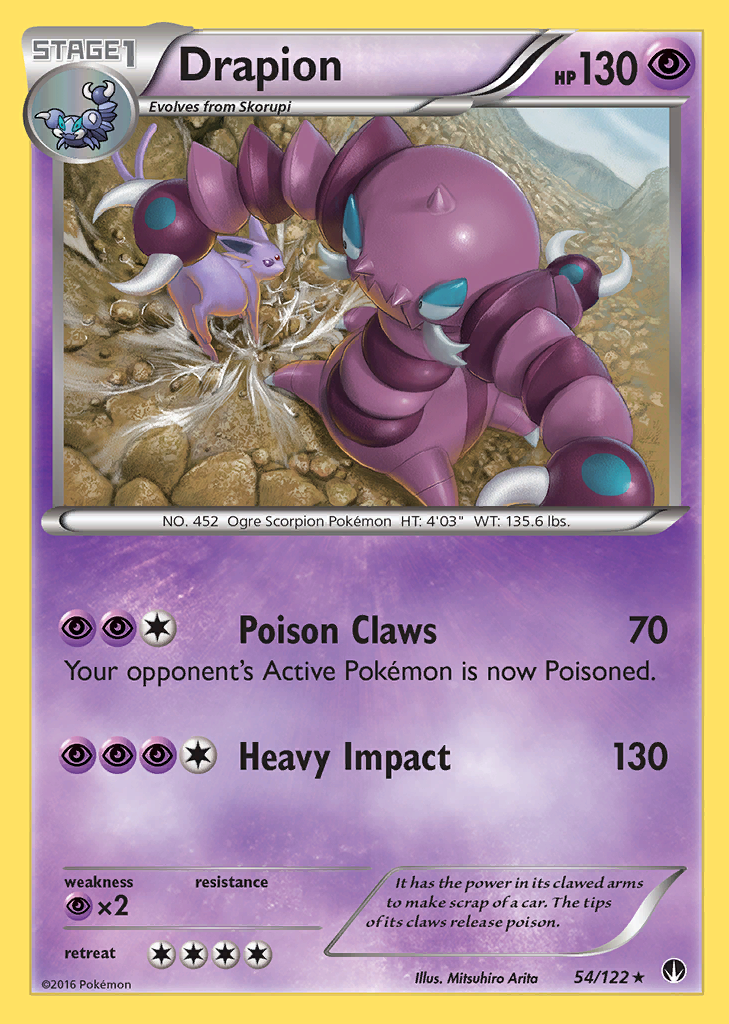 STAGE1
Drapion
HP130
Evolves from Skorupi
NO. 452 Ogre Scorpion Pokémon HT: 4'03" WT: 135.6 lbs.
Poison Claws 70
Your opponent's Active Pokémon is now Poisoned.
Heavy Impact 130
weakness resistance
×2
It has the power in its clawed arms
to make scrap of a car. The tips
of its claws release poison.
retreat
©2016 Pokémon
Illus. Mitsuhiro Arita 54/122 ★